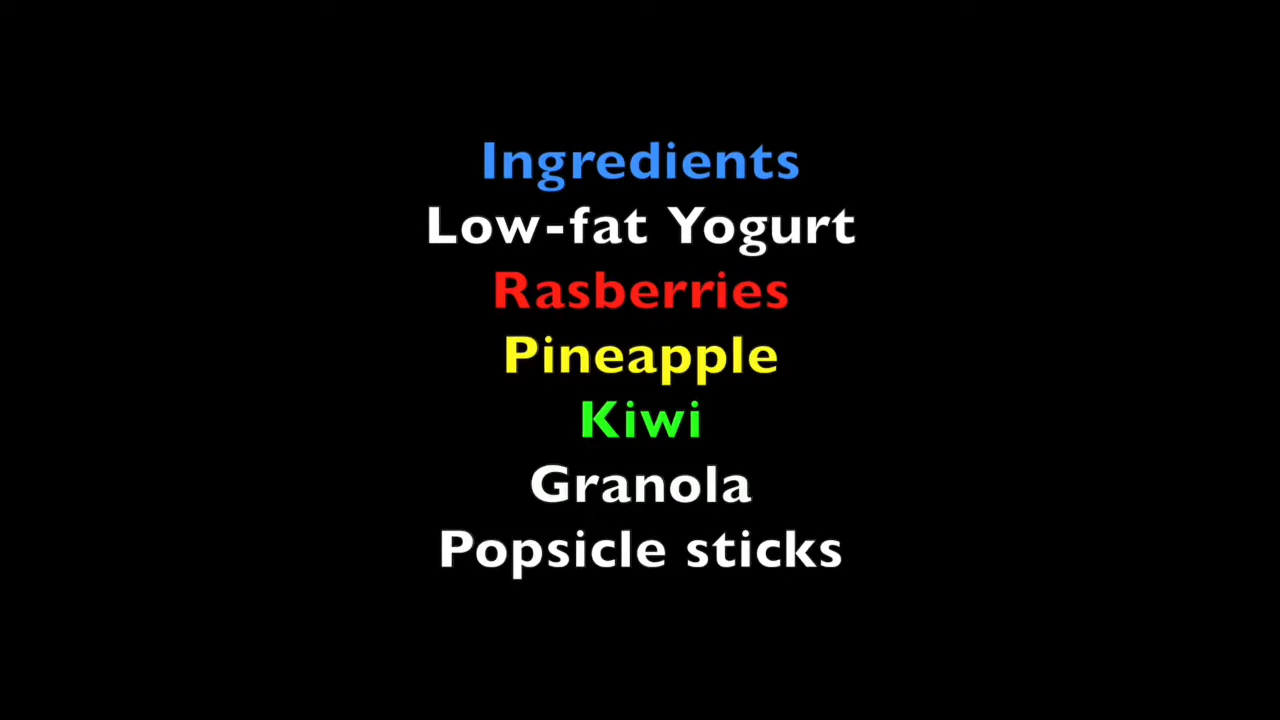 Ingredients
Low-fat Yogurt
Rasberries
Pineapple
Kiwi
Granola
Popsicle sticks